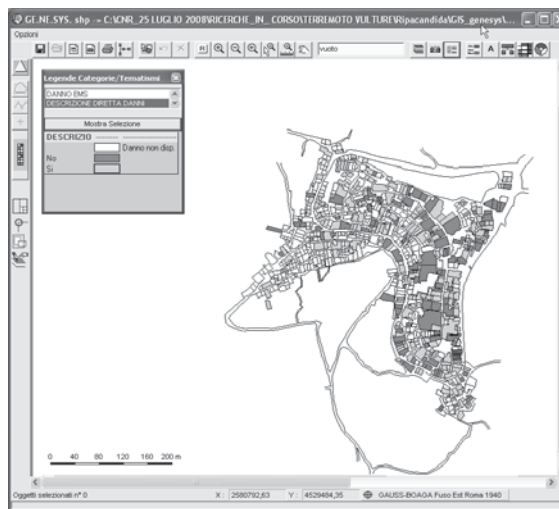 GE.NE.SYS. shp -> C:\CNR_25 LUGLIO 2008\RICERCHE_IN_ CORSO\TERREMOTO VULTURE\Ripacandida\GIS_genesys\...
Opzioni
vuoto
Legende Categorie/Tematismi
DANNO EMS
DESCRIZIONE DIRETTA DANNI
Mostra Selezione
DESCRIZIO
Danno non disp.
No
Si
0 40 80 120 160 200 m
Oggetti selezionati n° 0 X : 2580792,63 Y : 4529484,35 GAUSS-BOAGA Fuso Est Roma 1940